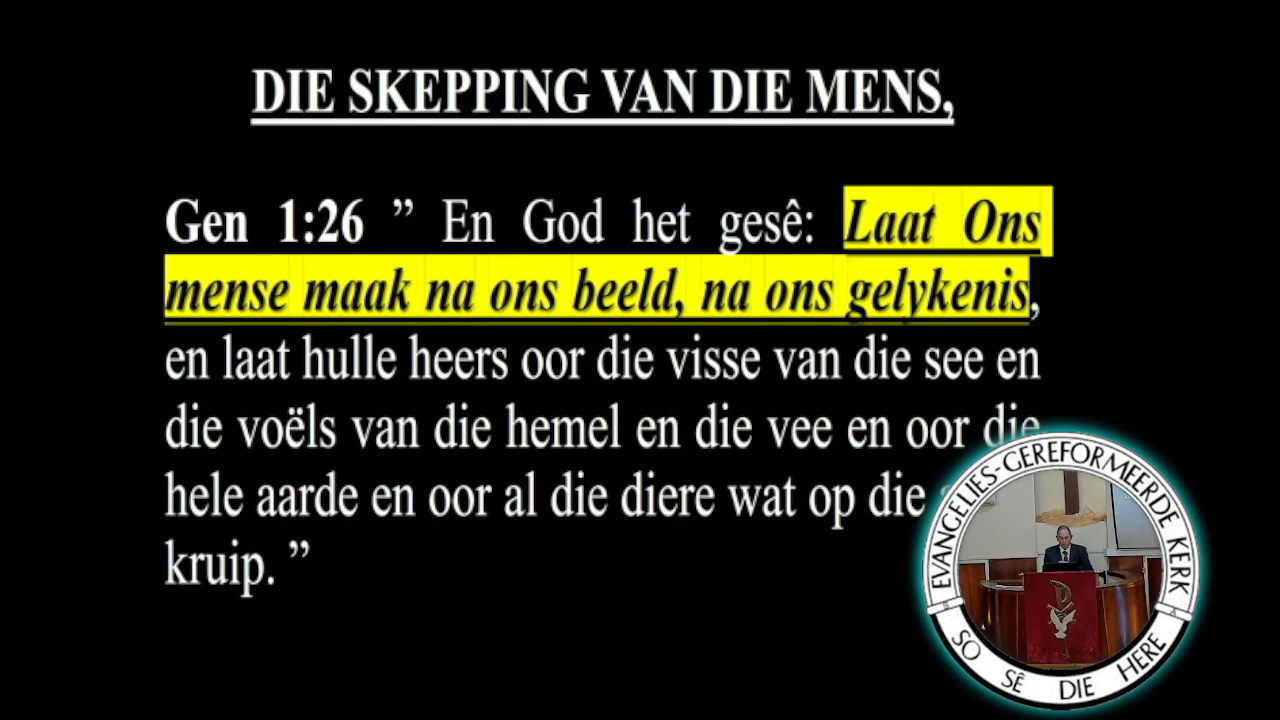 DIE SKEPPING VAN DIE MENS,
Gen 1:26 ” En God het gesê: Laat Ons
mense maak na ons beeld, na ons gelykenis,
en laat hulle heers oor die visse van die see en
die voëls van die hemel en die vee en oor die
hele aarde en oor al die diere wat op die
kruip. ”
EVANGELIES-GEREFORMEERDE KERK
S A
SO SÊ DIE HERE